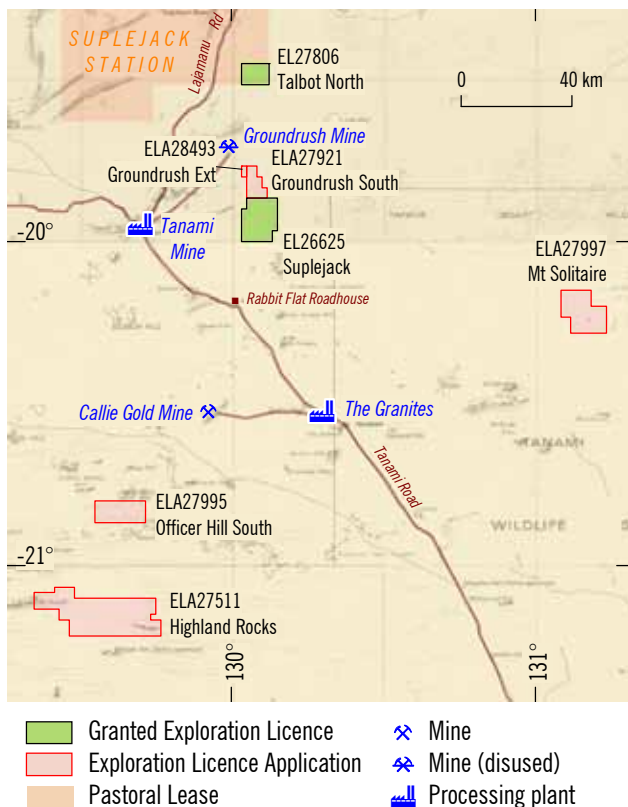 SUPLEJACK
STATION
Lajamanu Rd
EL27806
Talbot North
0 40 km
Groundrush Mine
ELA28493
Groundrush Ext
ELA27921
Groundrush South
Tanami
Mine
-20°
EL26625
Suplejack
ELA27997
Mt Solitaire
Rabbit Flat Roadhouse
Callie Gold Mine
The Granites
TANAMI
Tanami Road
ELA27995
Officer Hill South
WILDLIFE
-21°
ELA27511
Highland Rocks
130°
131°
Granted Exploration Licence
Exploration Licence Application
Pastoral Lease
Mine
Mine (disused)
Processing plant